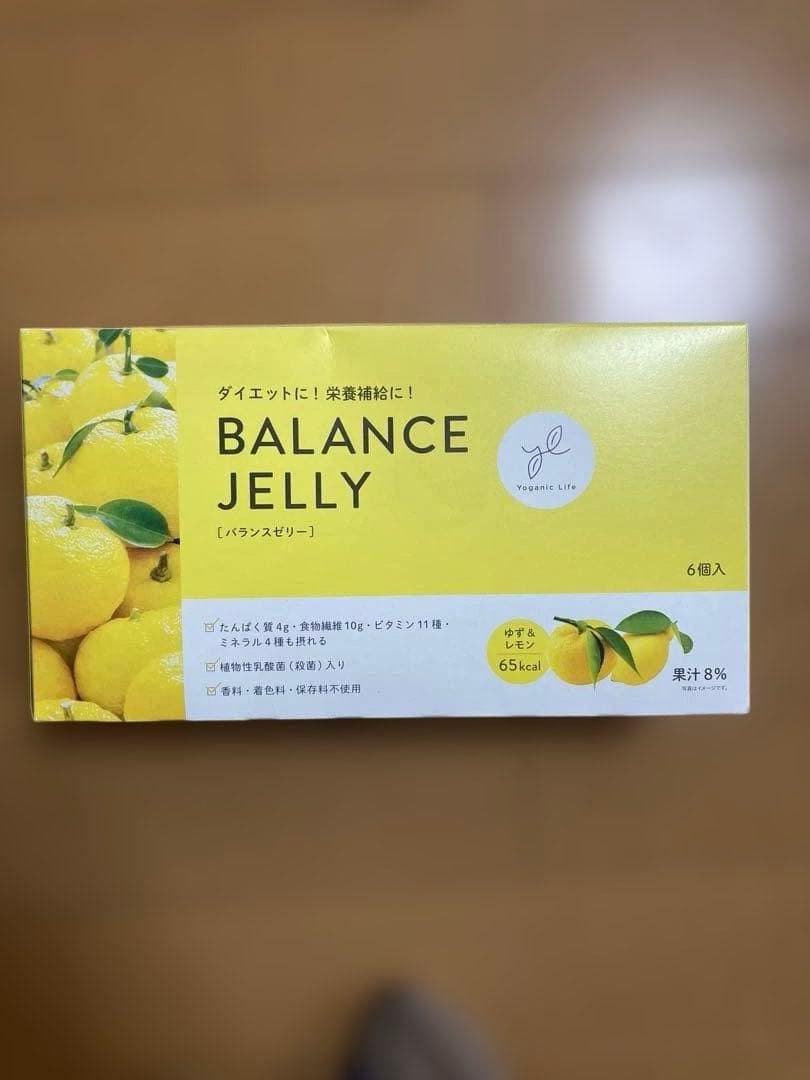 ダイエットに！栄養補給に！
BALANCE
JELLY
［バランスゼリー］
Yoganic Life
6個入
たんぱく質4g・食物繊維10g・ビタミン11種・
ミネラル4種も摂れる
植物性乳酸菌（殺菌）入り
香料・着色料・保存料不使用
ゆず&
レモン
65kcal
果汁8%
写真はイメージです。